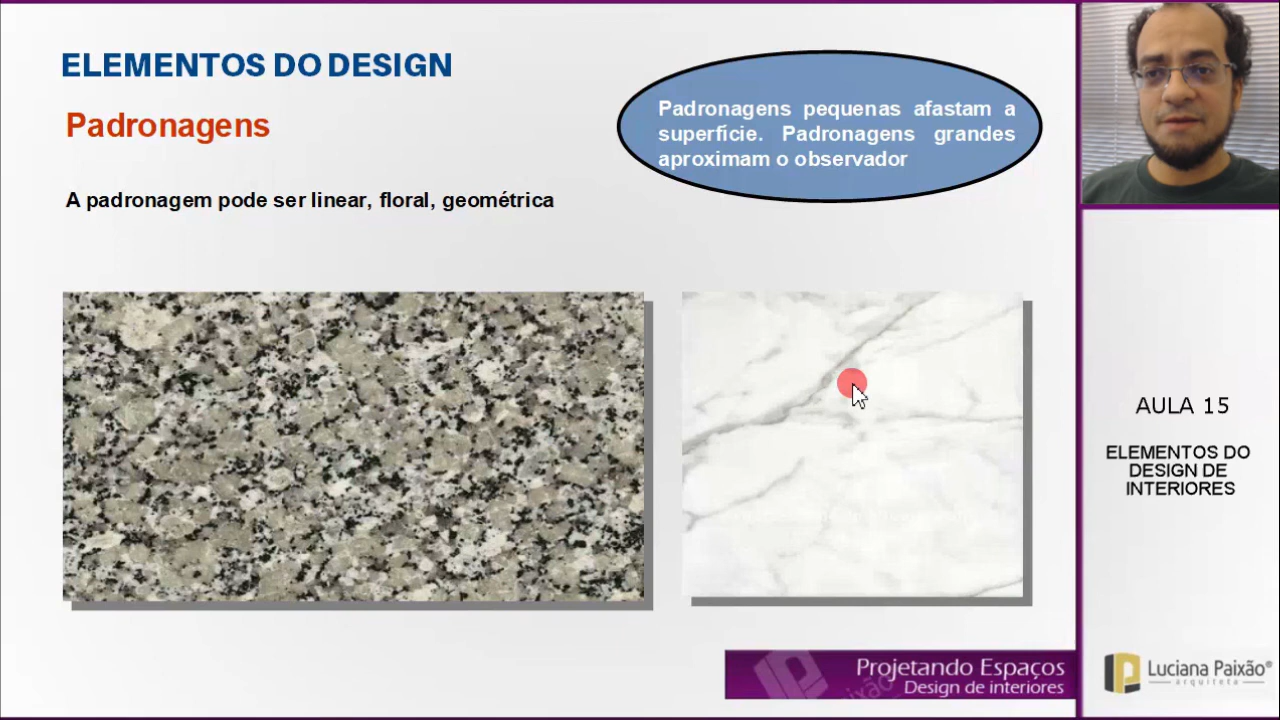 ELEMENTOS DO DESIGN
Padronagens
A padronagem pode ser linear, floral, geométrica
Padronagens pequenas afastam a
superfície. Padronagens grandes
aproximam o observador
AULA 15
ELEMENTOS DO
DESIGN DE
INTERIORES
Projetando Espaços
Design de interiores
Luciana Paixão®
arquiteta